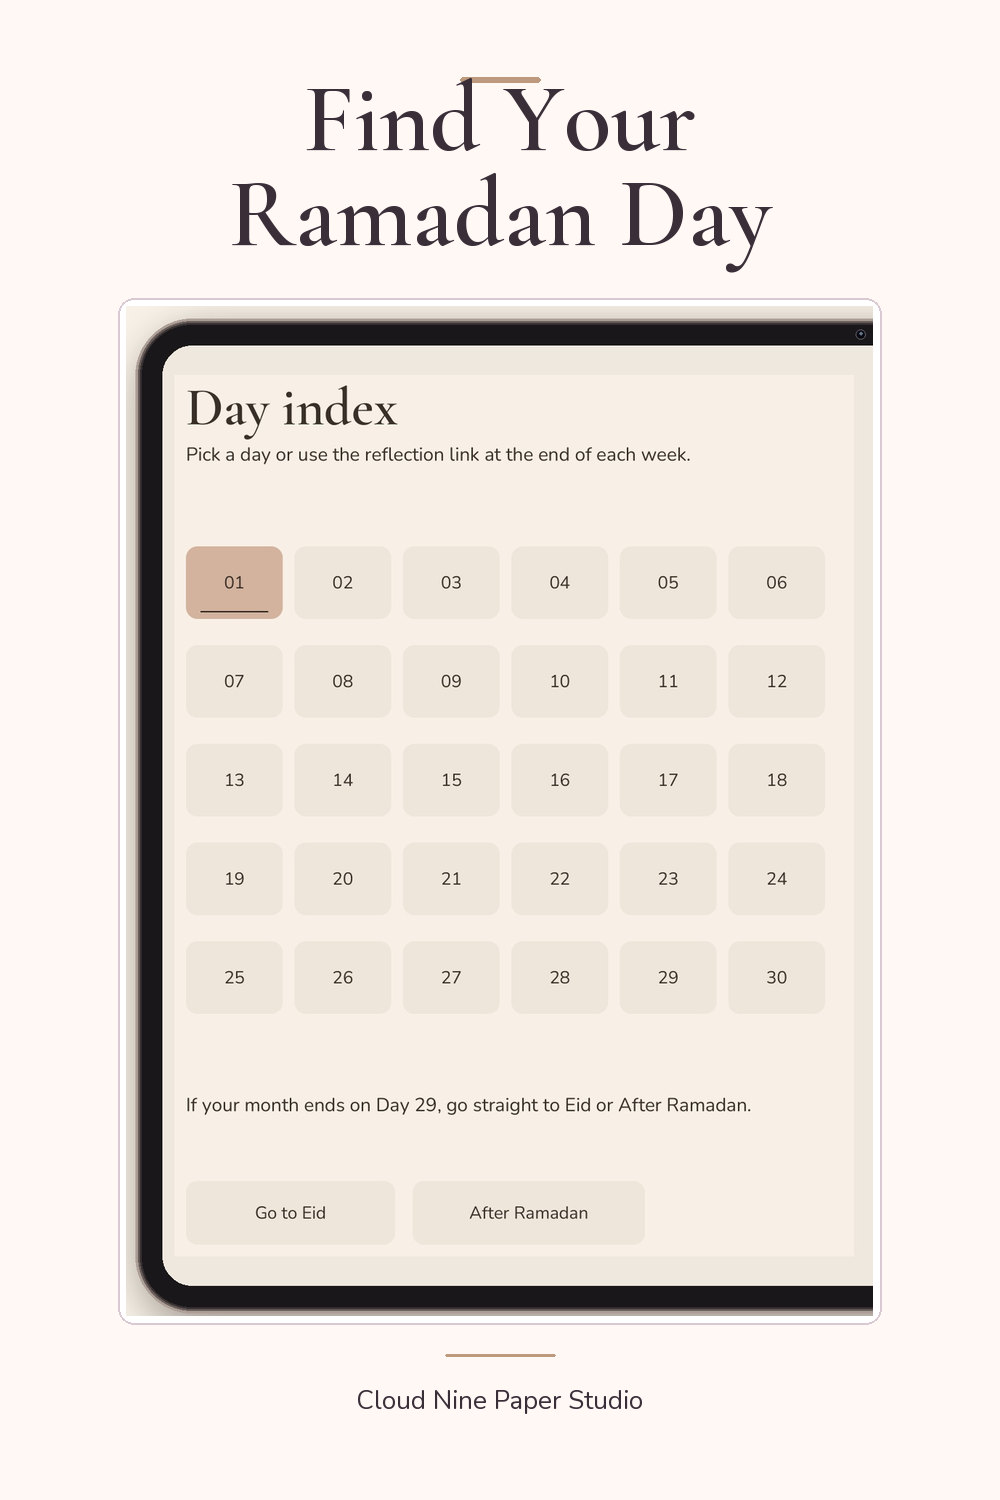 Find Your
Ramadan Day
Day index
Pick a day or use the reflection link at the end of each week.
01 02 03 04 05 06
07 08 09 10 11 12
13 14 15 16 17 18
19 20 21 22 23 24
25 26 27 28 29 30
If your month ends on Day 29, go straight to Eid or After Ramadan.
Go to Eid After Ramadan
Cloud Nine Paper Studio